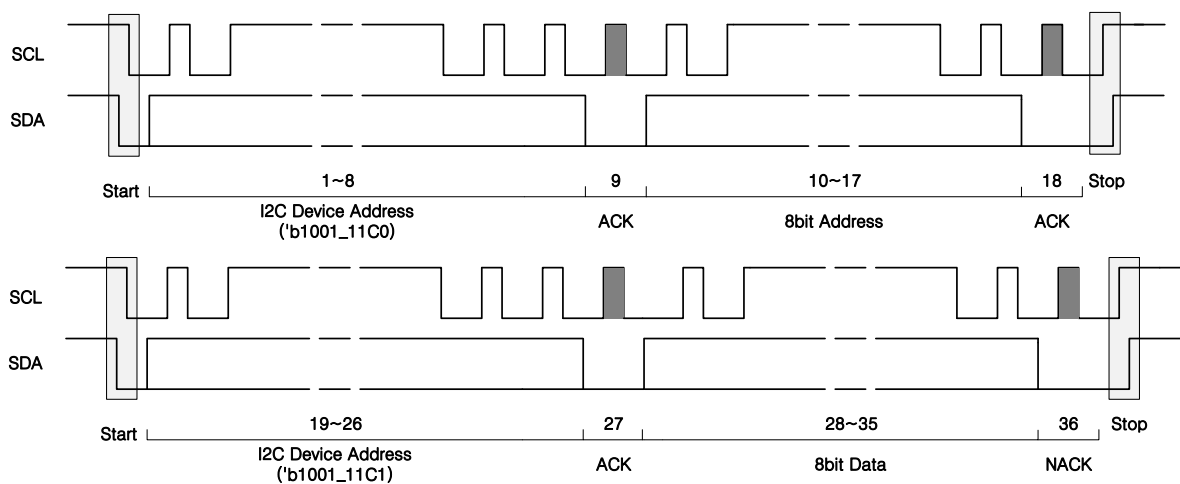 SCL
SDA
Start 1~8 9 10~17 18 Stop
I2C Device Address ACK 8bit Address ACK
('b1001_11C0)
SCL
SDA
Start 19~26 27 28~35 36 Stop
I2C Device Address ACK 8bit Data NACK
('b1001_11C1)